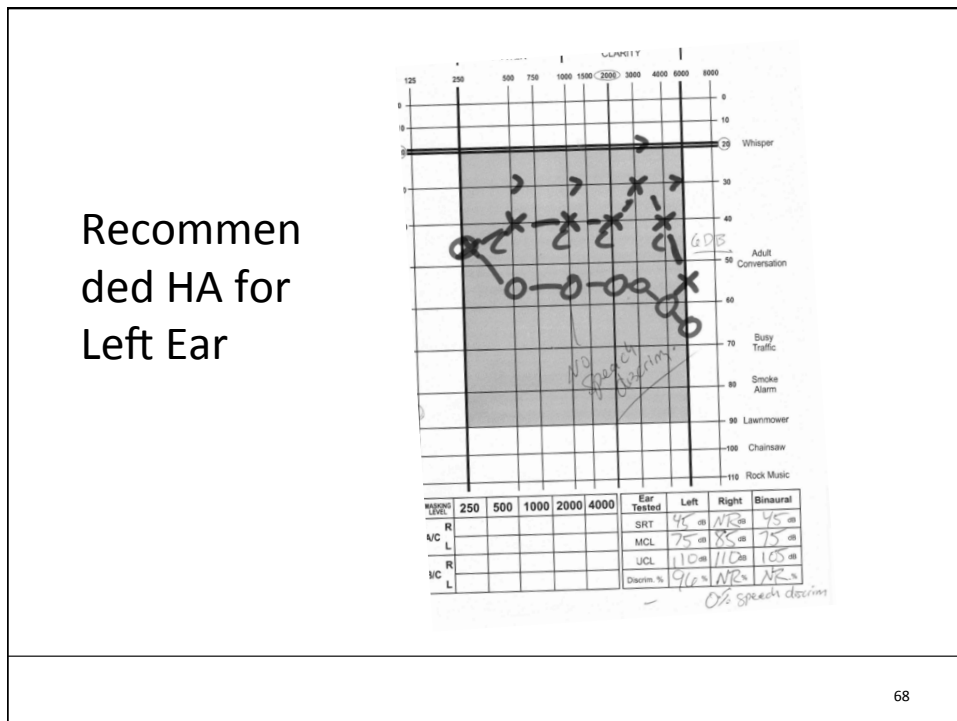 Recommen
ded HA for
Left Ear
CLARITY
125 250 500 750 1000 1500 2000 3000 4000 6000 8000
0
10
20 Whisper
30
40
6DB
50 Adult
Conversation
60
70 Busy
Traffic
80 Smoke
Alarm
90 Lawnmower
100 Chainsaw
110 Rock Music
NO
Speech
discrim.
MASKING LEVEL 250 500 1000 2000 4000
A/C R
L
B/C R
L
Ear Tested Left Right Binaural
SRT 45 dB NR dB 45 dB
MCL 75 dB 85 dB 75 dB
UCL 110 dB 110 dB 105 dB
Discrim. % 96 % NR % NR %
0% speech discrim
68